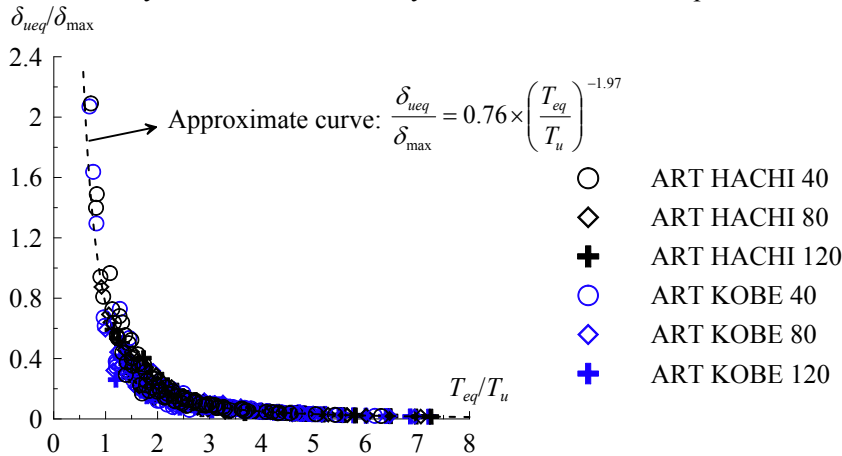 δueq/δmax
2.4
2
1.6
1.2
0.8
0.4
0
Approximate curve: δueq/δmax = 0.76 × (Teq/Tu)^−1.97
ART HACHI 40
ART HACHI 80
ART HACHI 120
ART KOBE 40
ART KOBE 80
ART KOBE 120
Teq/Tu
0 1 2 3 4 5 6 7 8